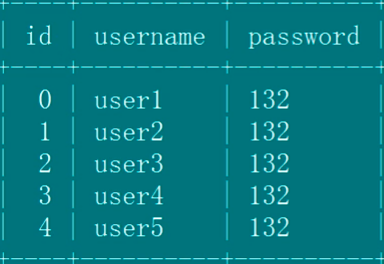 id username password
0 user1 132
1 user2 132
2 user3 132
3 user4 132
4 user5 132